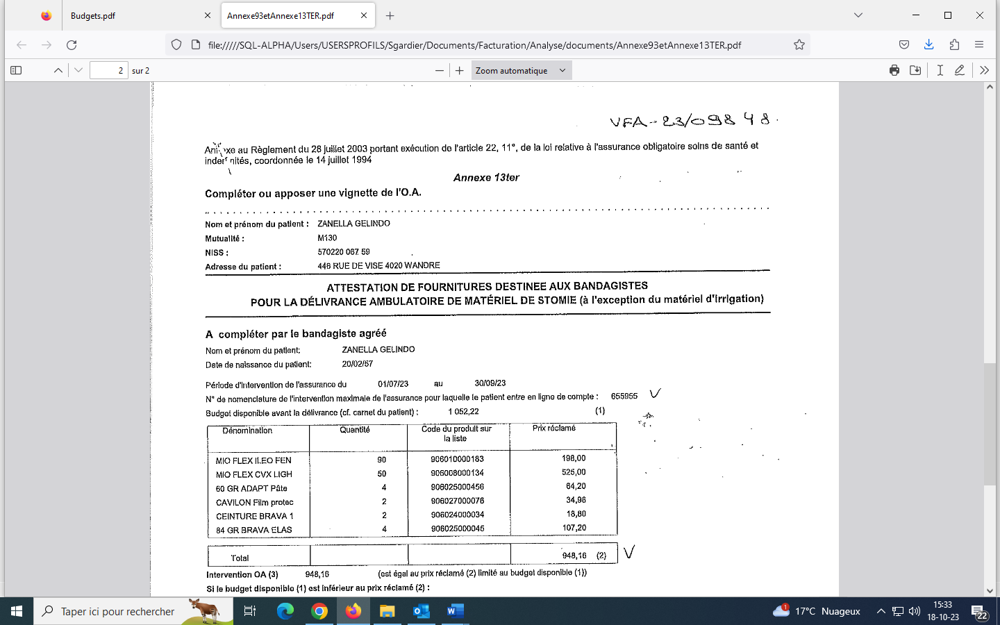 Budgets.pdf
Annexe93etAnnexe13TER.pdf
file://///SQL-ALPHA/Users/USERSPROFILS/Sgardier/Documents/Facturation/Analyse/documents/Annexe93etAnnexe13TER.pdf
2 sur 2
Zoom automatique
VFA-23/09848
Annexe au Règlement du 28 juillet 2003 portant exécution de l'article 22, 11°, de la loi relative à l'assurance obligatoire soins de santé et
indemnités, coordonnée le 14 juillet 1994
Annexe 13ter
Compléter ou apposer une vignette de l'O.A.
Nom et prénom du patient : ZANELLA GELINDO
Mutualité : M130
NISS : 570220 067 59
Adresse du patient : 446 RUE DE VISE 4020 WANDRE
ATTESTATION DE FOURNITURES DESTINEE AUX BANDAGISTES
POUR LA DÉLIVRANCE AMBULATOIRE DE MATÉRIEL DE STOMIE (à l'exception du matériel d'irrigation)
A compléter par le bandagiste agréé
Nom et prénom du patient: ZANELLA GELINDO
Date de naissance du patient: 20/02/57
Période d'intervention de l'assurance du 01/07/23 au 30/09/23
N° de nomenclature de l'intervention maximale de l'assurance pour laquelle le patient entre en ligne de compte : 655955 V
Budget disponible avant la délivrance (cf. carnet du patient) : 1 052,22 (1)
Dénomination Quantité Code du produit sur la liste Prix réclamé
MIO FLEX ILEO FEN 90 906010000183 198,00
MIO FLEX CVX LIGH 50 906008000134 525,00
60 GR ADAPT Pâte 4 906025000456 64,20
CAVILON Film protec 2 906027000076 34,96
CEINTURE BRAVA 1 2 906024000034 18,80
84 GR BRAVA ELAS 4 906025000045 107,20
Total 948,16 (2) V
Intervention OA (3) 948,16 (est égal au prix réclamé (2) limité au budget disponible (1))
Si le budget disponible (1) est inférieur au prix réclamé (2) :
Taper ici pour rechercher
1
17°C Nuageux
15:33
18-10-23
22